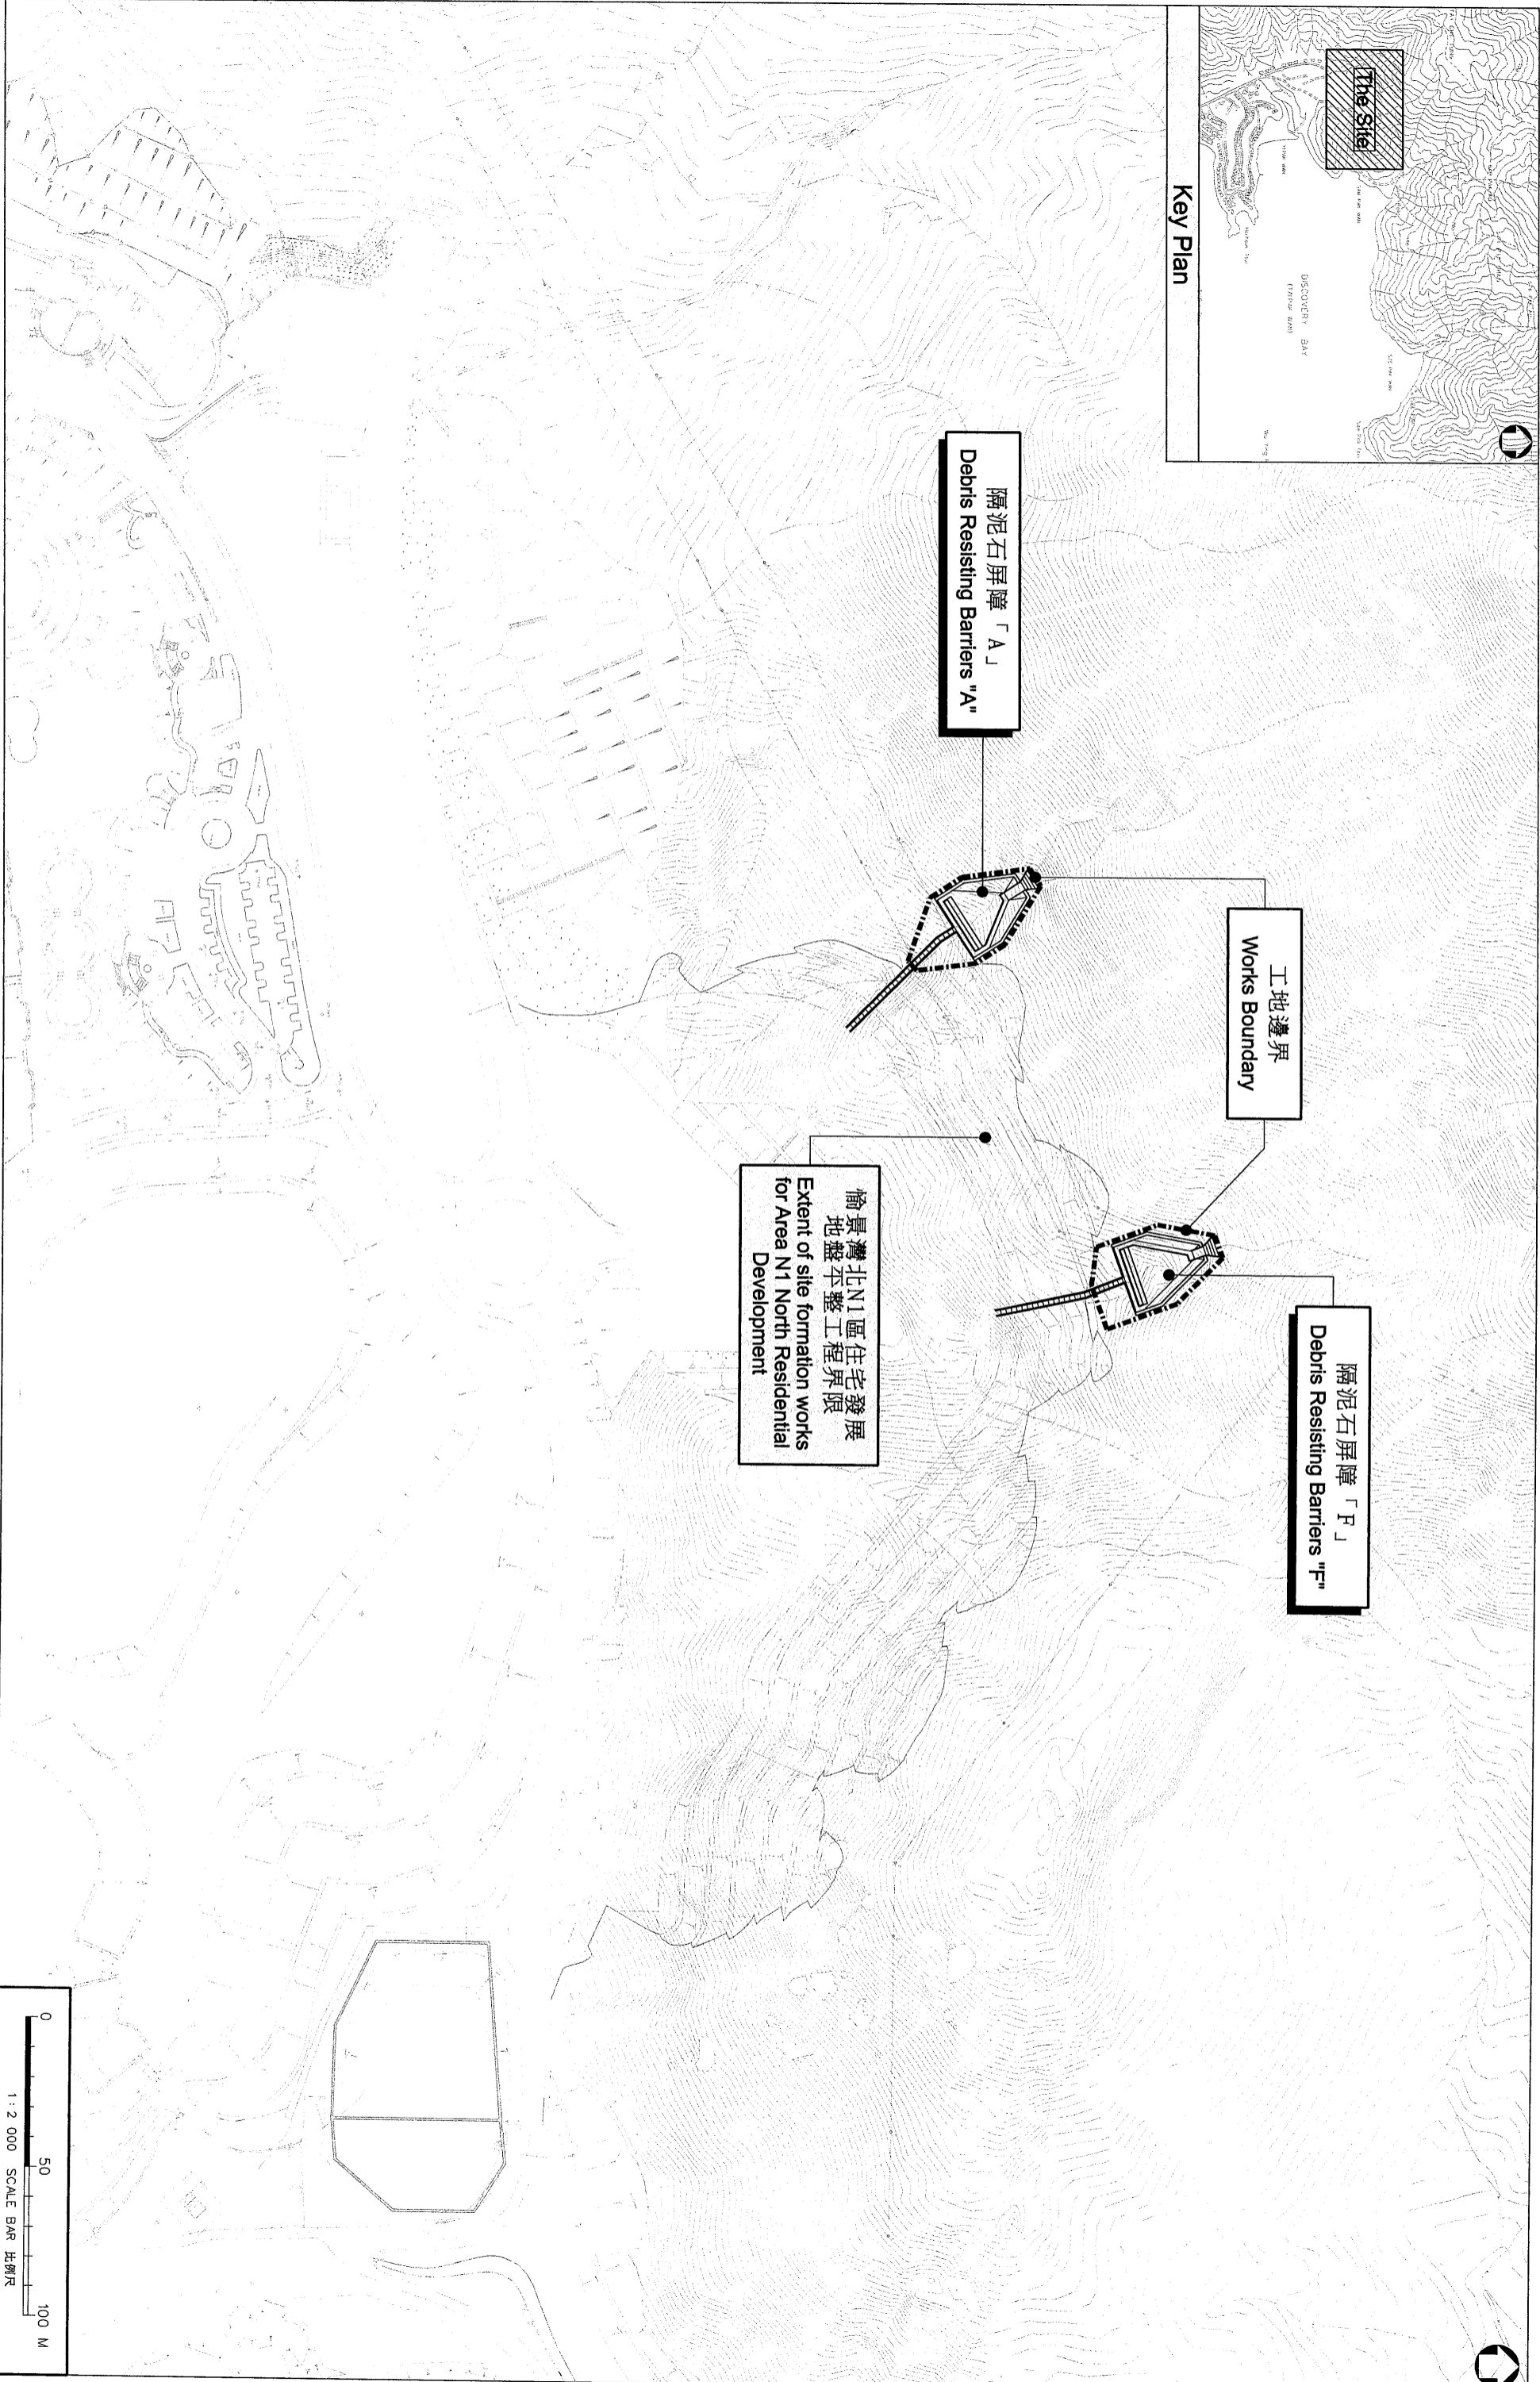 The Site
DISCOVERY BAY
Key Plan
隔泥石屏障「A」
Debris Resisting Barriers "A"
工地邊界
Works Boundary
隔泥石屏障「F」
Debris Resisting Barriers "F"
愉景灣北N1區住宅發展
地盤平整工程界限
Extent of site formation works
for Area N1 North Residential
Development
0 50 100 M
1:2 000 SCALE BAR 比例尺